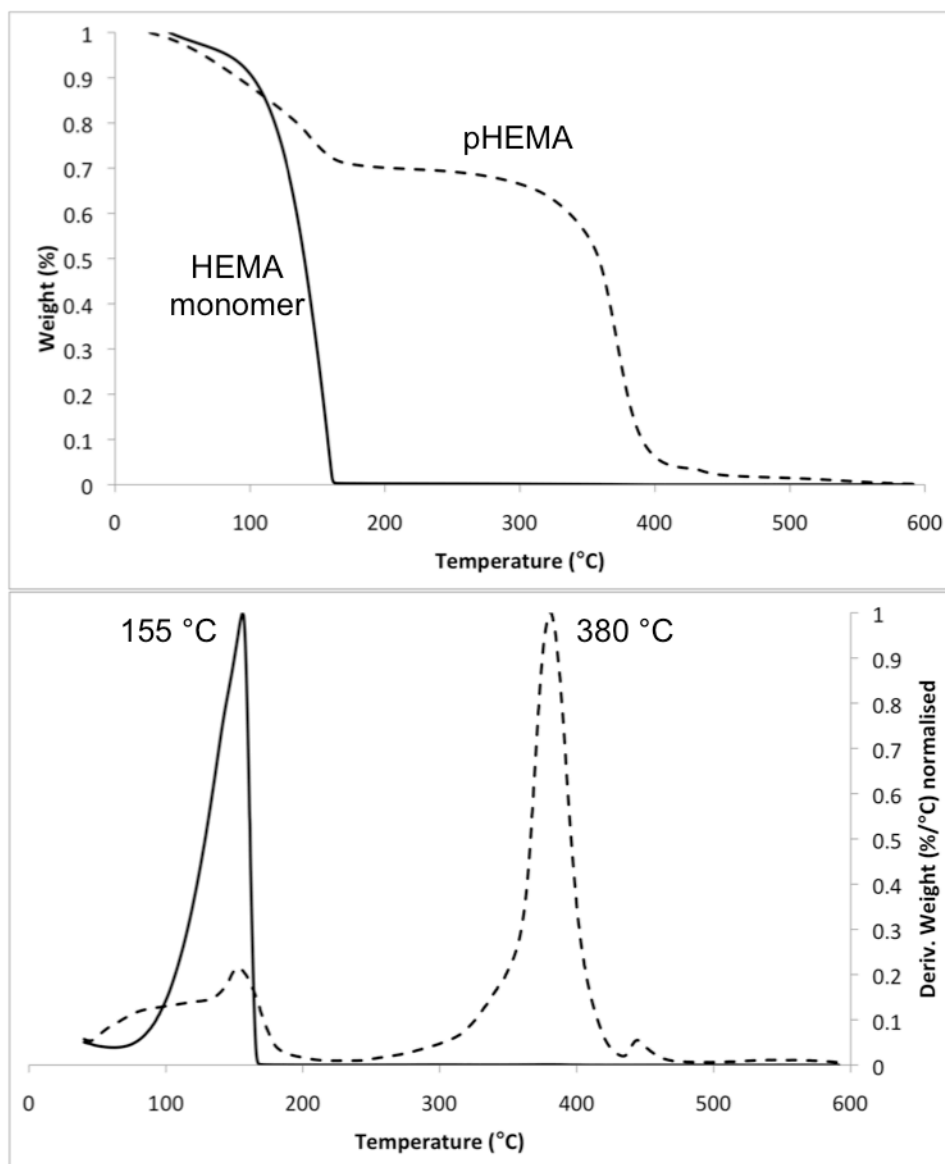 1
0.9
0.8
0.7
0.6
0.5
0.4
0.3
0.2
0.1
0
Weight (%)
pHEMA
HEMA
monomer
0 100 200 300 400 500 600
Temperature (°C)
155 °C
380 °C
1
0.9
0.8
0.7
0.6
0.5
0.4
0.3
0.2
0.1
0
Deriv. Weight (%/°C) normalised
0 100 200 300 400 500 600
Temperature (°C)